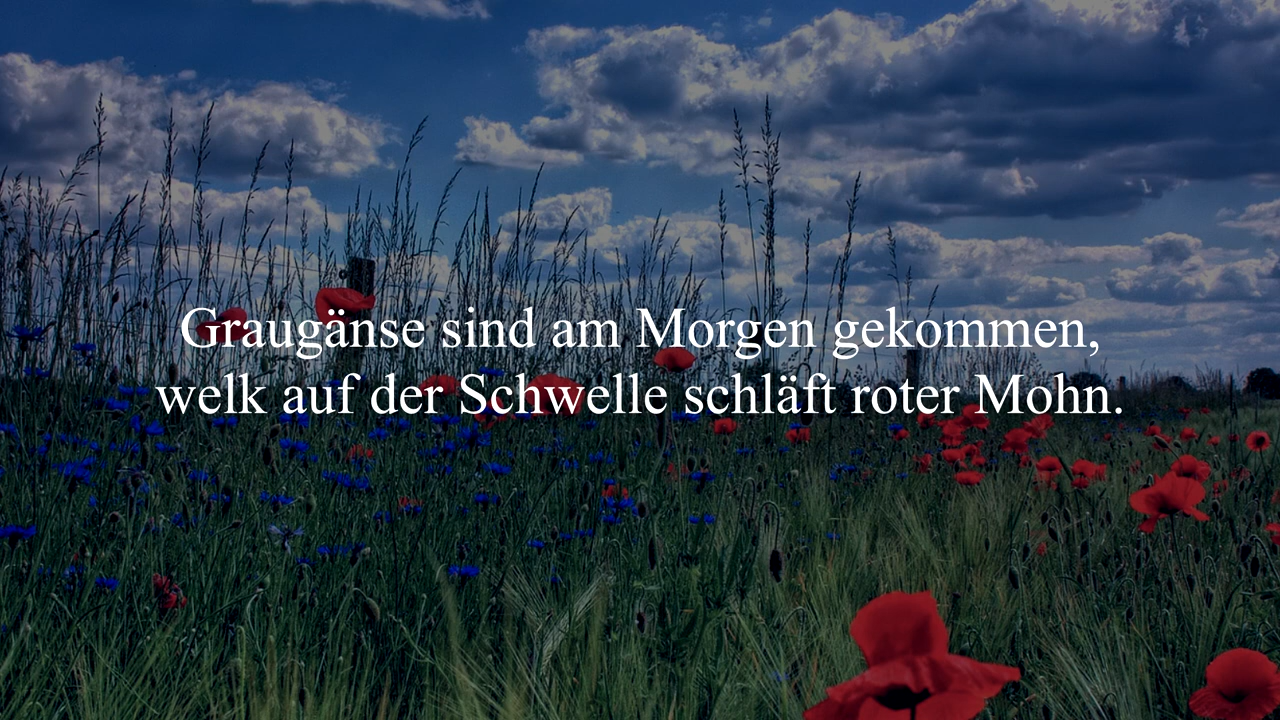 Graugänse sind am Morgen gekommen,
welk auf der Schwelle schläft roter Mohn.